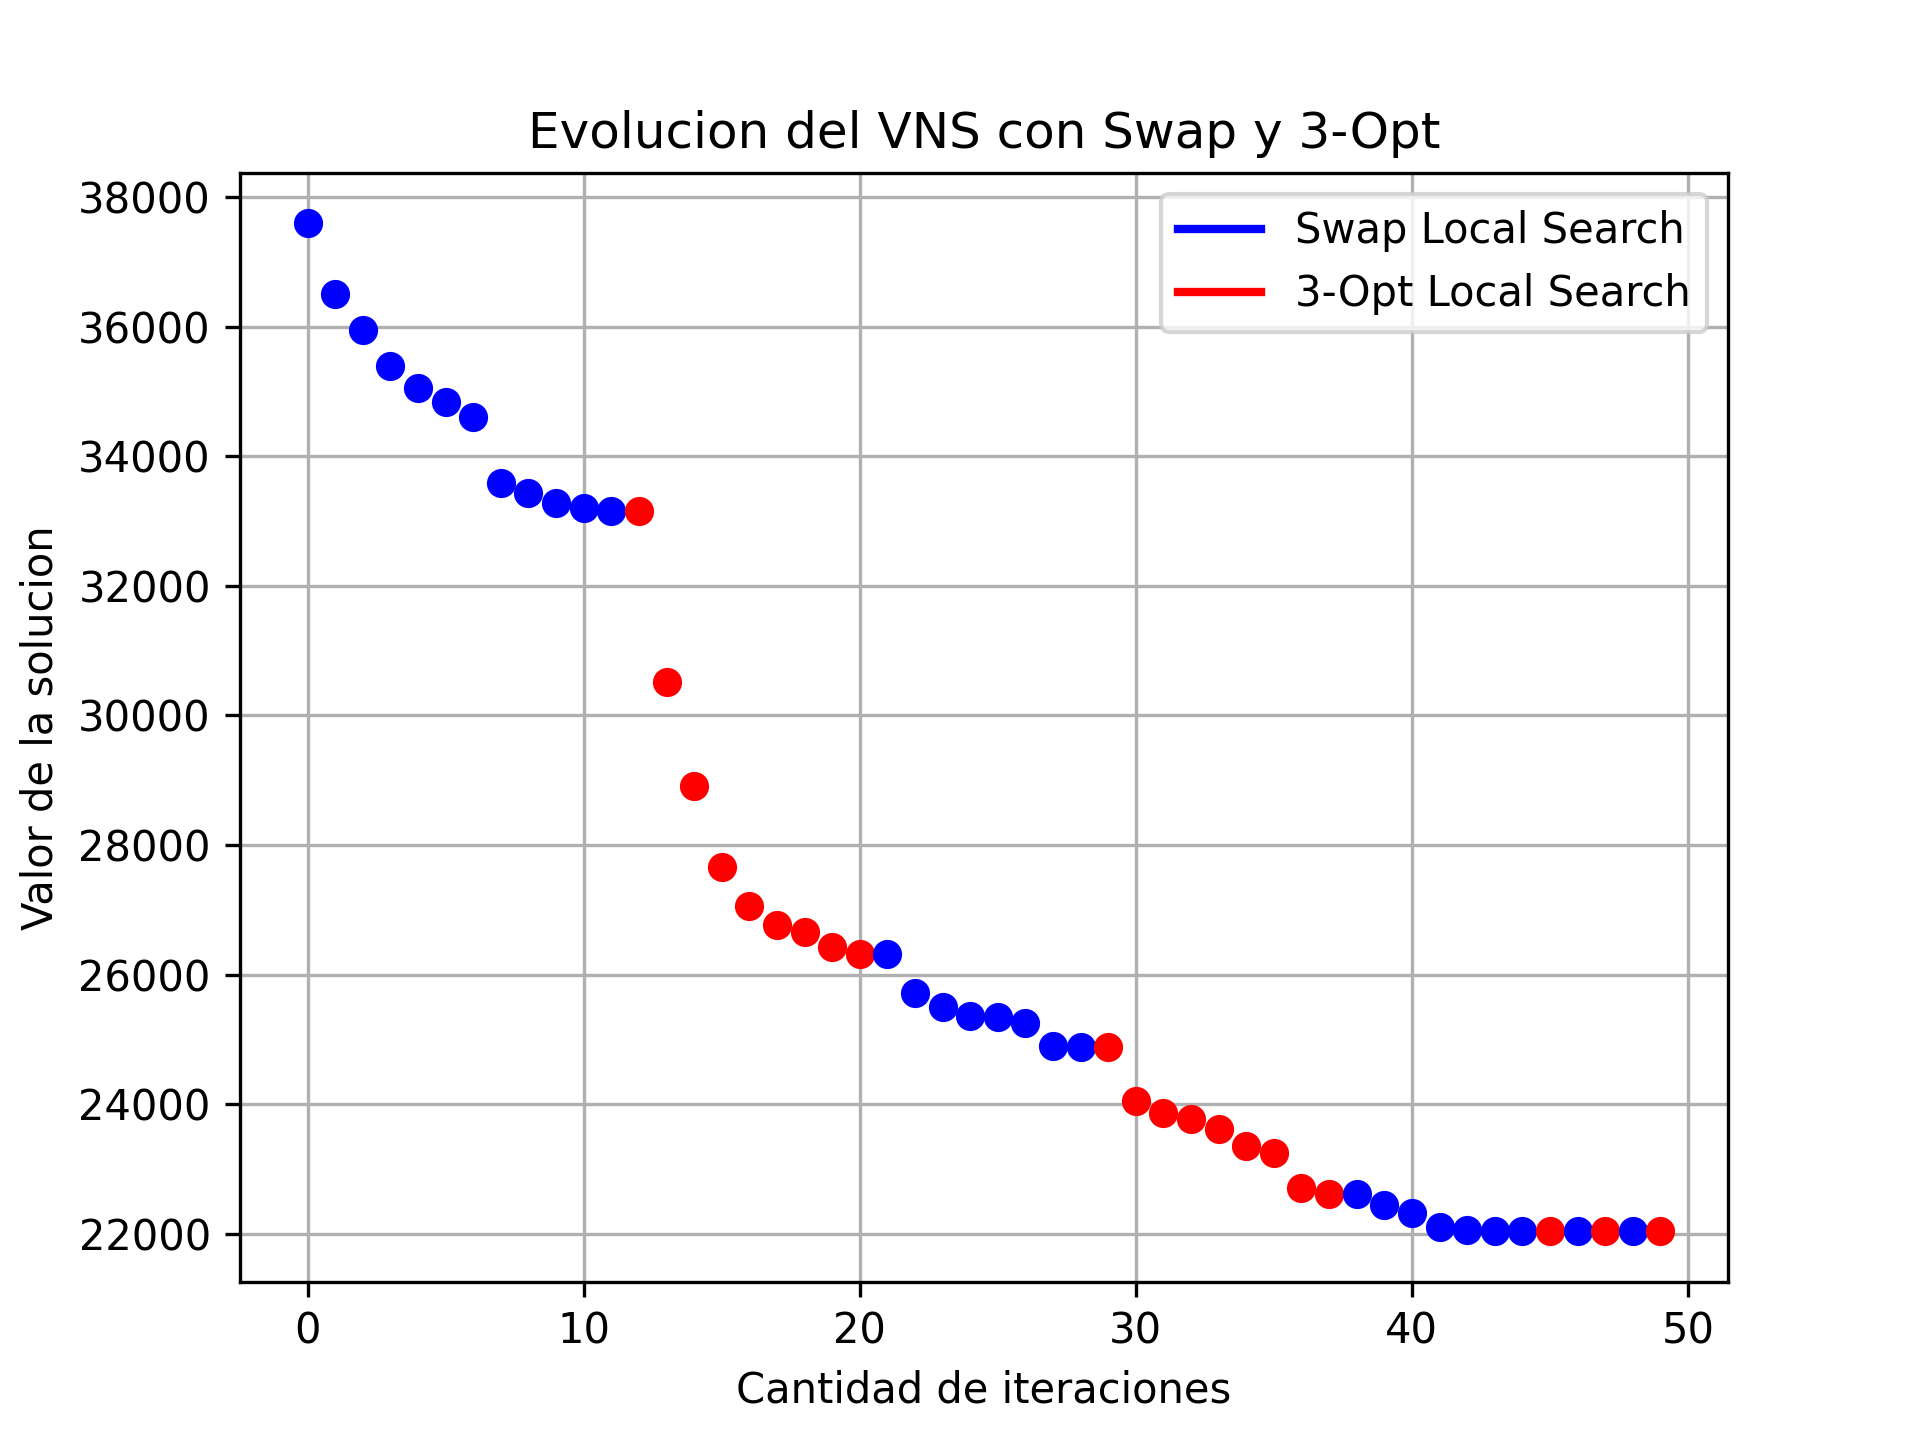 Evolucion del VNS con Swap y 3-Opt
Swap Local Search
3-Opt Local Search
38000
36000
34000
32000
30000
28000
26000
24000
22000
Valor de la solucion
0 10 20 30 40 50
Cantidad de iteraciones